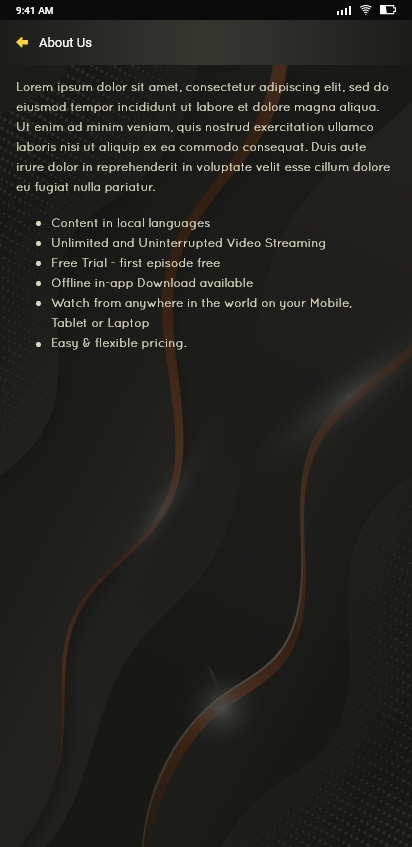 9:41 AM
About Us
Lorem ipsum dolor sit amet, consectetur adipiscing elit, sed do
eiusmod tempor incididunt ut labore et dolore magna aliqua.
Ut enim ad minim veniam, quis nostrud exercitation ullamco
laboris nisi ut aliquip ex ea commodo consequat. Duis aute
irure dolor in reprehenderit in voluptate velit esse cillum dolore
eu fugiat nulla pariatur.
• Content in local languages
• Unlimited and Uninterrupted Video Streaming
• Free Trial - first episode free
• Offline in-app Download available
• Watch from anywhere in the world on your Mobile,
Tablet or Laptop
• Easy & flexible pricing.